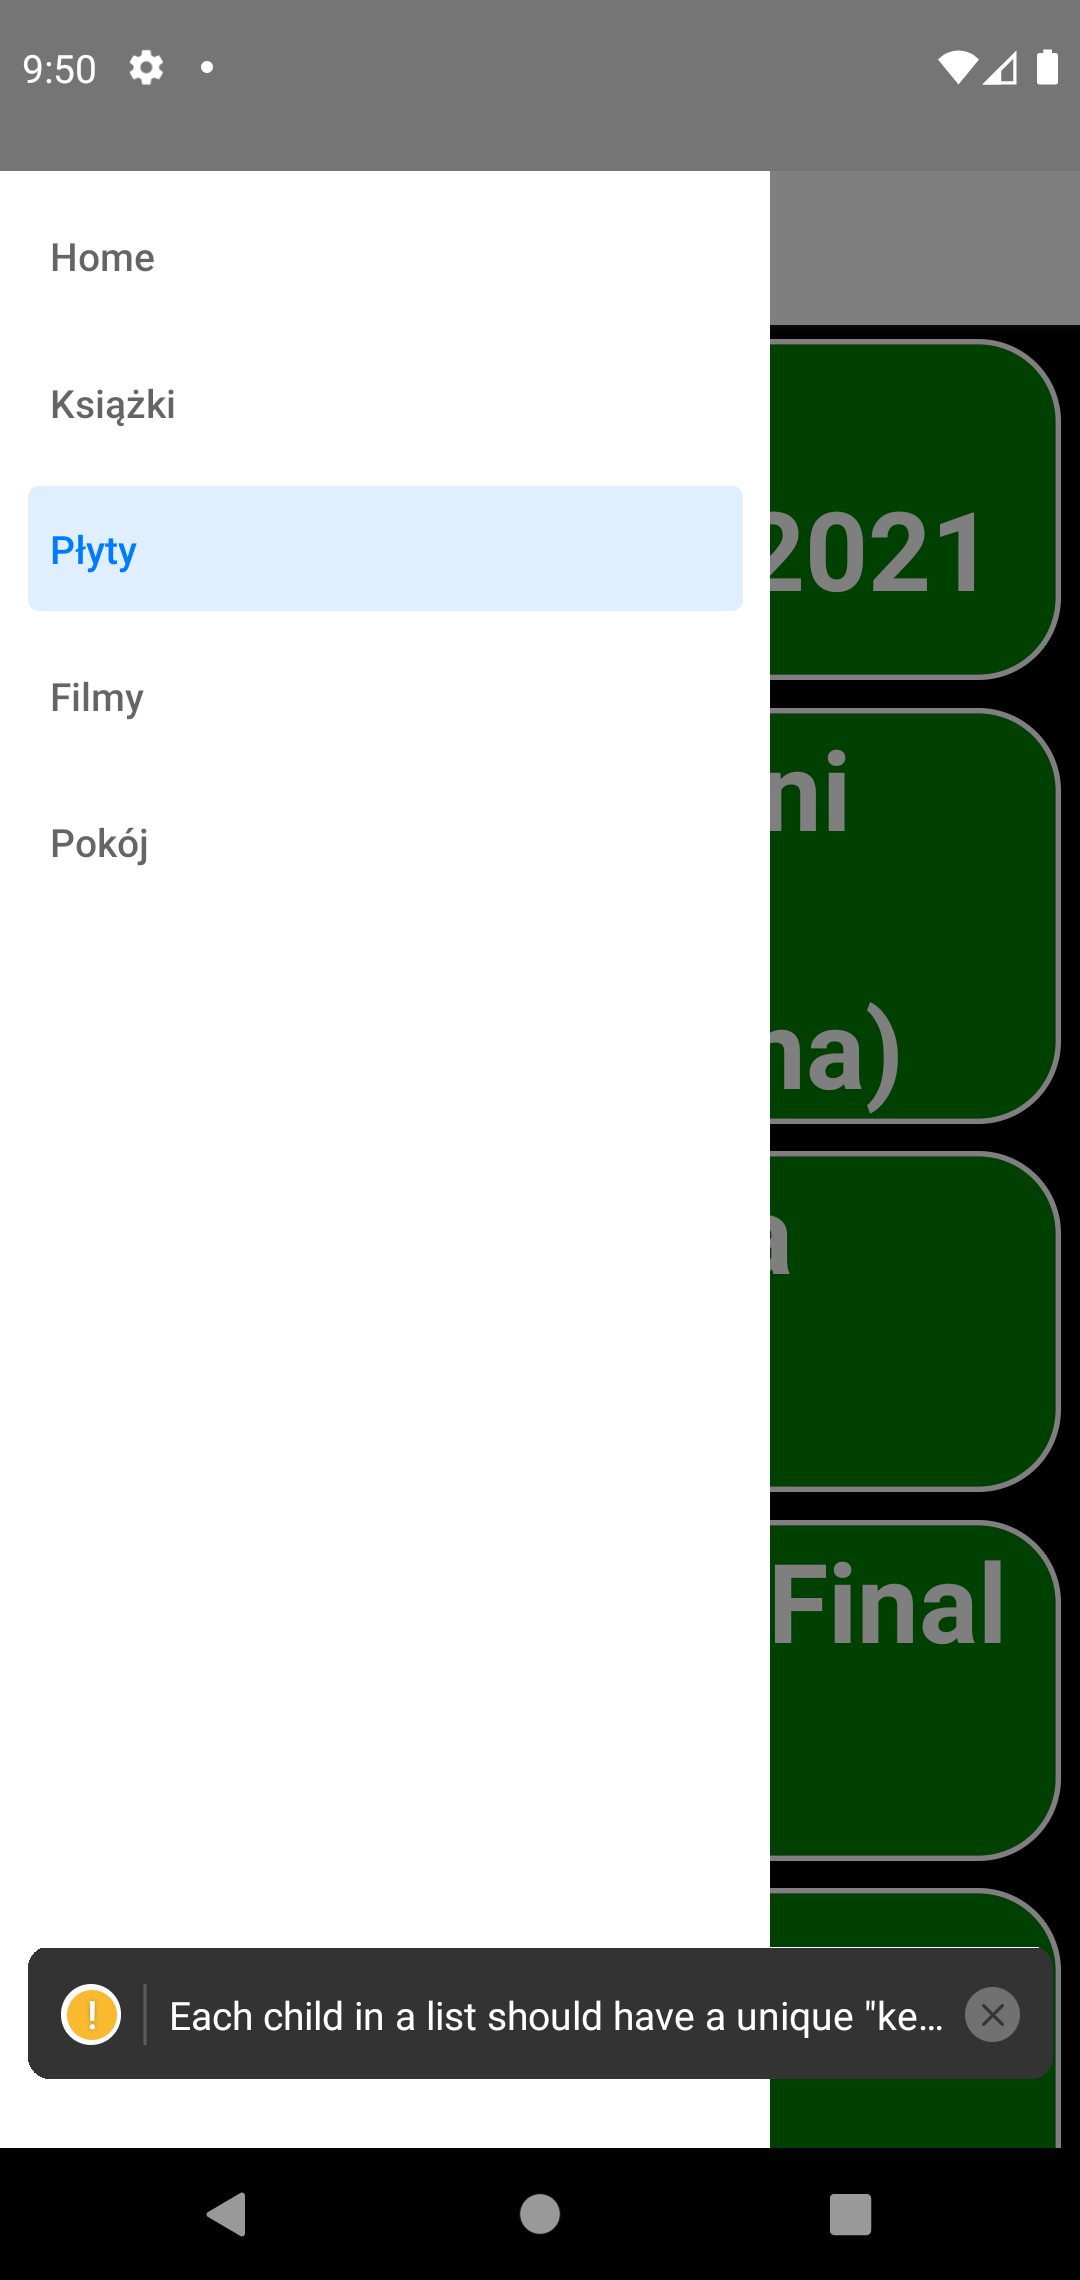 9:50
Home
Książki
Płyty
2021
Filmy
ni
Pokój
na)
a
Final
Each child in a list should have a unique "ke...